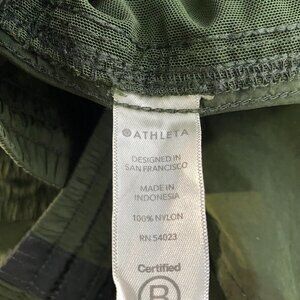 ATHLETA
DESIGNED IN
SAN FRANCISCO
MADE IN
INDONESIA
100% NYLON
RN 54023
Certified
B